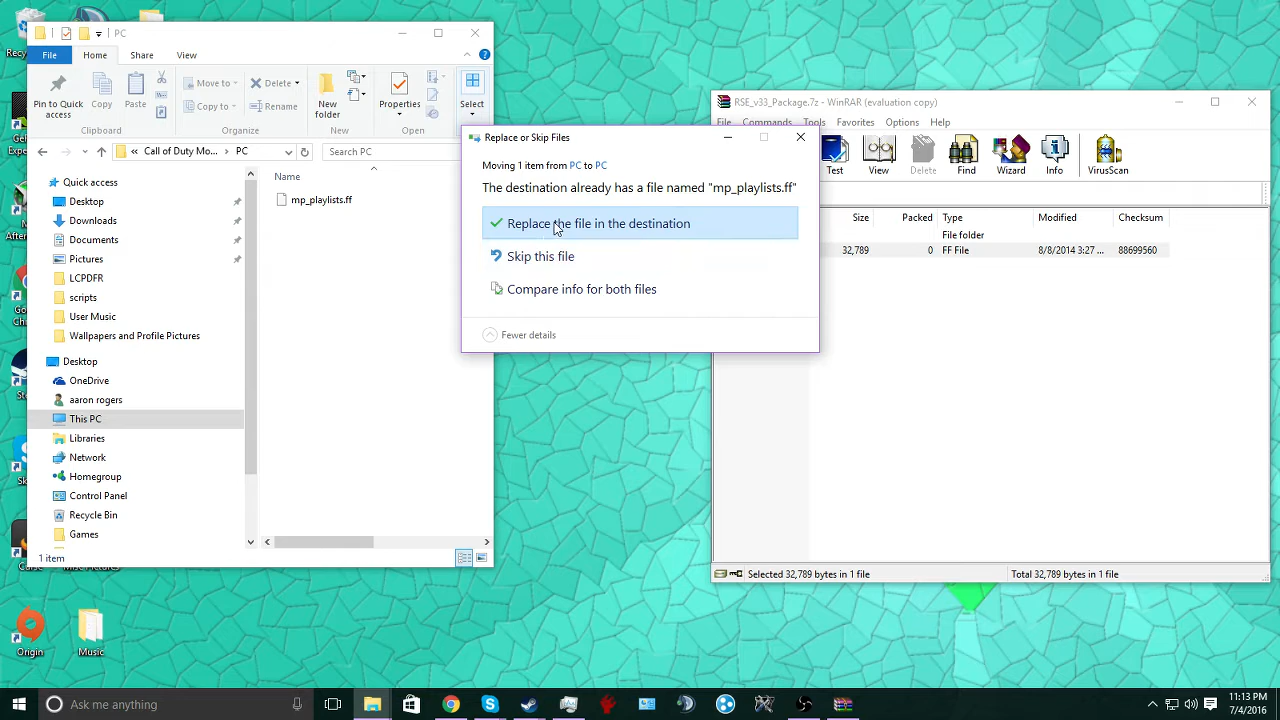 Recy
PC
File
Home
Share
View
Pin to Quick access
Copy
Paste
Clipboard
Move to
Copy to
Delete
Rename
Organize
New folder
New
Properties
Open
Select
« Call of Duty Mo... > PC
Search PC
Quick access
Desktop
Downloads
Documents
Pictures
LCPDFR
scripts
User Music
Wallpapers and Profile Pictures
Desktop
OneDrive
aaron rogers
This PC
Libraries
Network
Homegroup
Control Panel
Recycle Bin
Games
Name
mp_playlists.ff
1 item
Replace or Skip Files
Moving 1 item from PC to PC
The destination already has a file named "mp_playlists.ff"
Replace the file in the destination
Skip this file
Compare info for both files
Fewer details
RSE_v33_Package.7z - WinRAR (evaluation copy)
File Commands Tools Favorites Options Help
Test View Delete Find Wizard Info VirusScan
Size Packed Type Modified Checksum
File folder
32,789 0 FF File 8/8/2014 3:27 ... 88699560
Selected 32,789 bytes in 1 file
Total 32,789 bytes in 1 file
Origin
Music
Ask me anything
11:13 PM
7/4/2016